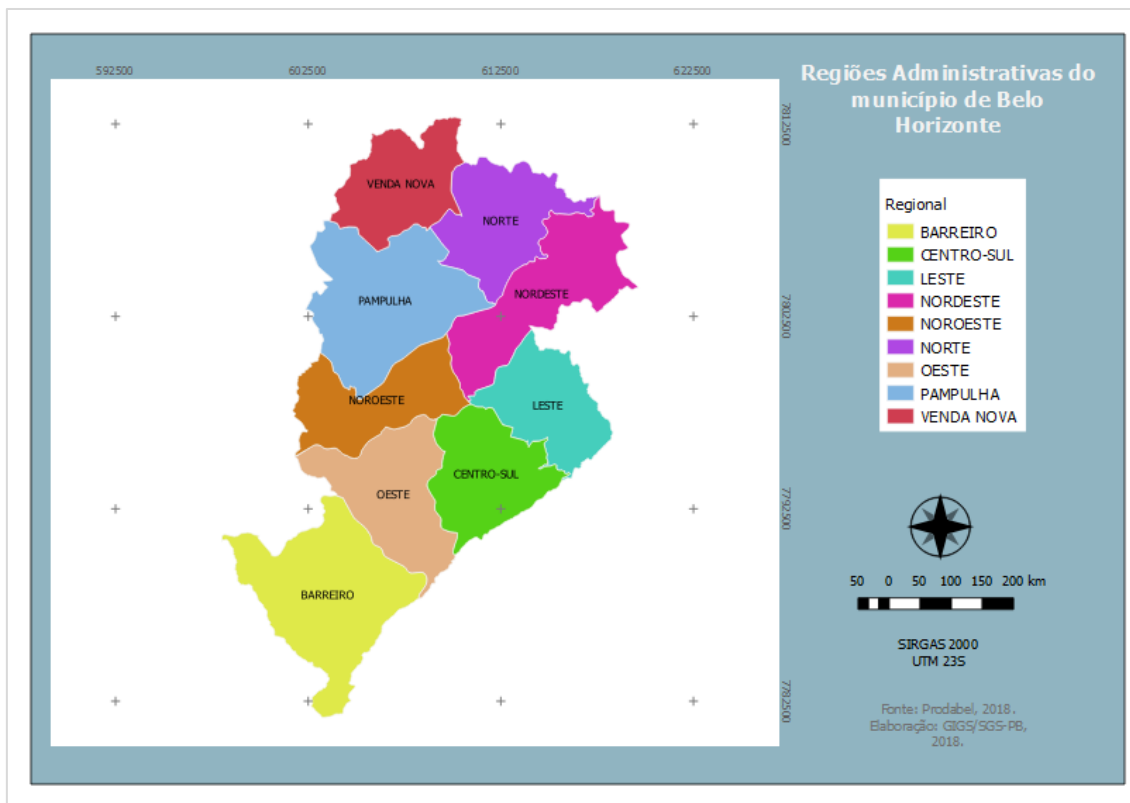 592500
602500
612500
622500
Regiões Administrativas do
município de Belo
Horizonte
7812500
7802500
7792500
7782500
VENDA NOVA
NORTE
NORDESTE
PAMPULHA
NOROESTE
LESTE
CENTRO-SUL
OESTE
BARREIRO
Regional
BARREIRO
CENTRO-SUL
LESTE
NORDESTE
NOROESTE
NORTE
OESTE
PAMPULHA
VENDA NOVA
50 0 50 100 150 200 km
SIRGAS 2000
UTM 23S
Fonte: Prodabel, 2018.
Elaboração: GIGS/SGS-PB,
2018.